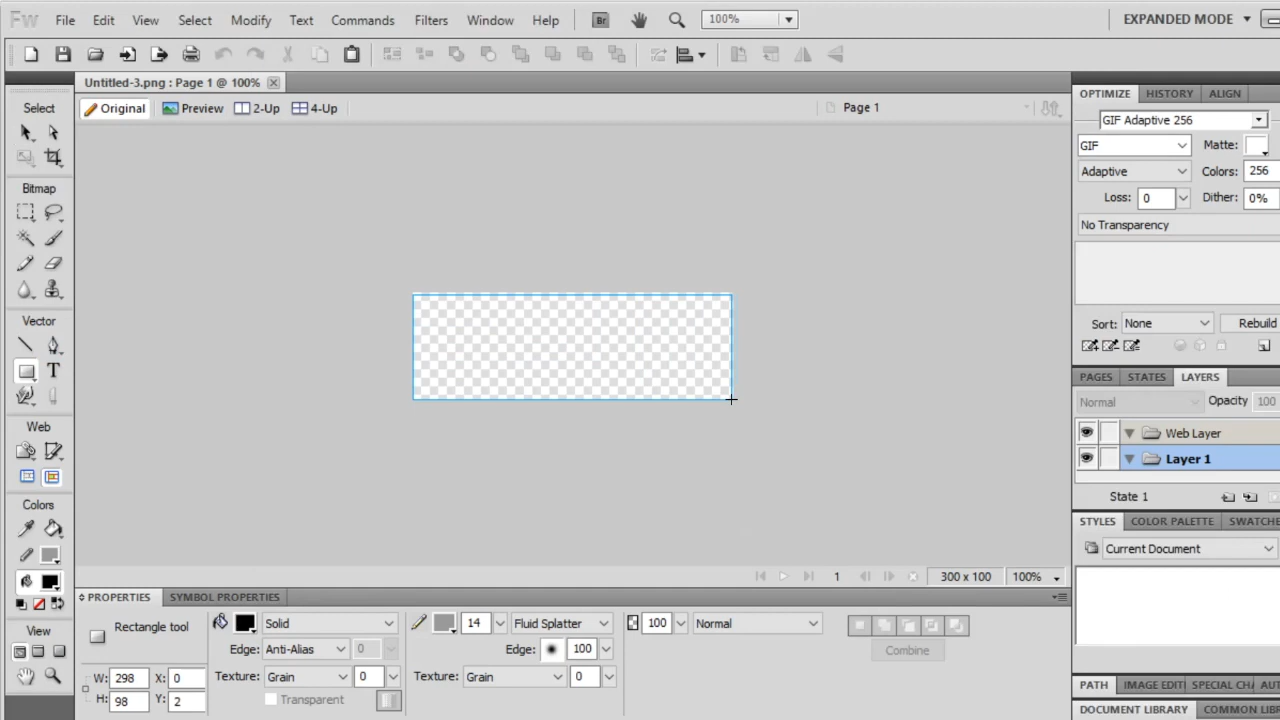 Fw File Edit View Select Modify Text Commands Filters Window Help Br 100% EXPANDED MODE
Untitled-3.png : Page 1 @ 100%
Original Preview 2-Up 4-Up Page 1
Select
Bitmap
Vector
T
Web
Colors
View
OPTIMIZE HISTORY ALIGN
GIF Adaptive 256
GIF Matte:
Adaptive Colors: 256
Loss: 0 Dither: 0%
No Transparency
Sort: None Rebuild
PAGES STATES LAYERS
Normal Opacity 100
Web Layer
Layer 1
State 1
STYLES COLOR PALETTE SWATCHE
Current Document
PATH IMAGE EDIT SPECIAL CHA AUT
DOCUMENT LIBRARY COMMON LIB
1 300 x 100 100%
PROPERTIES SYMBOL PROPERTIES
Rectangle tool Solid 14 Fluid Splatter 100 Normal
Edge: Anti-Alias 0 Edge: 100 Combine
W: 298 X: 0 Texture: Grain 0 Texture: Grain 0
H: 98 Y: 2 Transparent